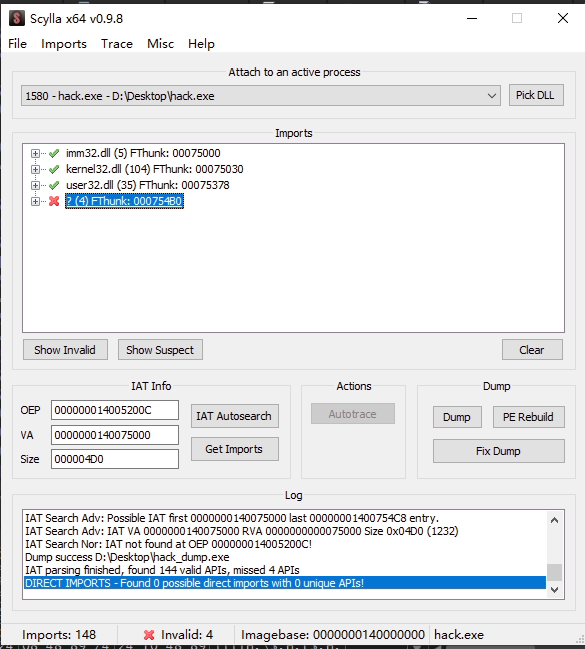 Scylla x64 v0.9.8
File Imports Trace Misc Help
Attach to an active process
1580 - hack.exe - D:\Desktop\hack.exe
Pick DLL
Imports
imm32.dll (5) FThunk: 00075000
kernel32.dll (104) FThunk: 00075030
user32.dll (35) FThunk: 00075378
? (4) FThunk: 000754B0
Show Invalid Show Suspect Clear
IAT Info Actions Dump
OEP 000000014005200C IAT Autosearch Autotrace Dump PE Rebuild
VA 0000000140075000
Size 000004D0 Get Imports Fix Dump
Log
IAT Search Adv: Possible IAT first 0000000140075000 last 00000001400754C8 entry.
IAT Search Adv: IAT VA 0000000140075000 RVA 0000000000075000 Size 0x04D0 (1232)
IAT Search Nor: IAT not found at OEP 000000014005200C!
Dump success D:\Desktop\hack_dump.exe
IAT parsing finished, found 144 valid APIs, missed 4 APIs
DIRECT IMPORTS - Found 0 possible direct imports with 0 unique APIs!
Imports: 148 Invalid: 4 Imagebase: 0000000140000000 hack.exe